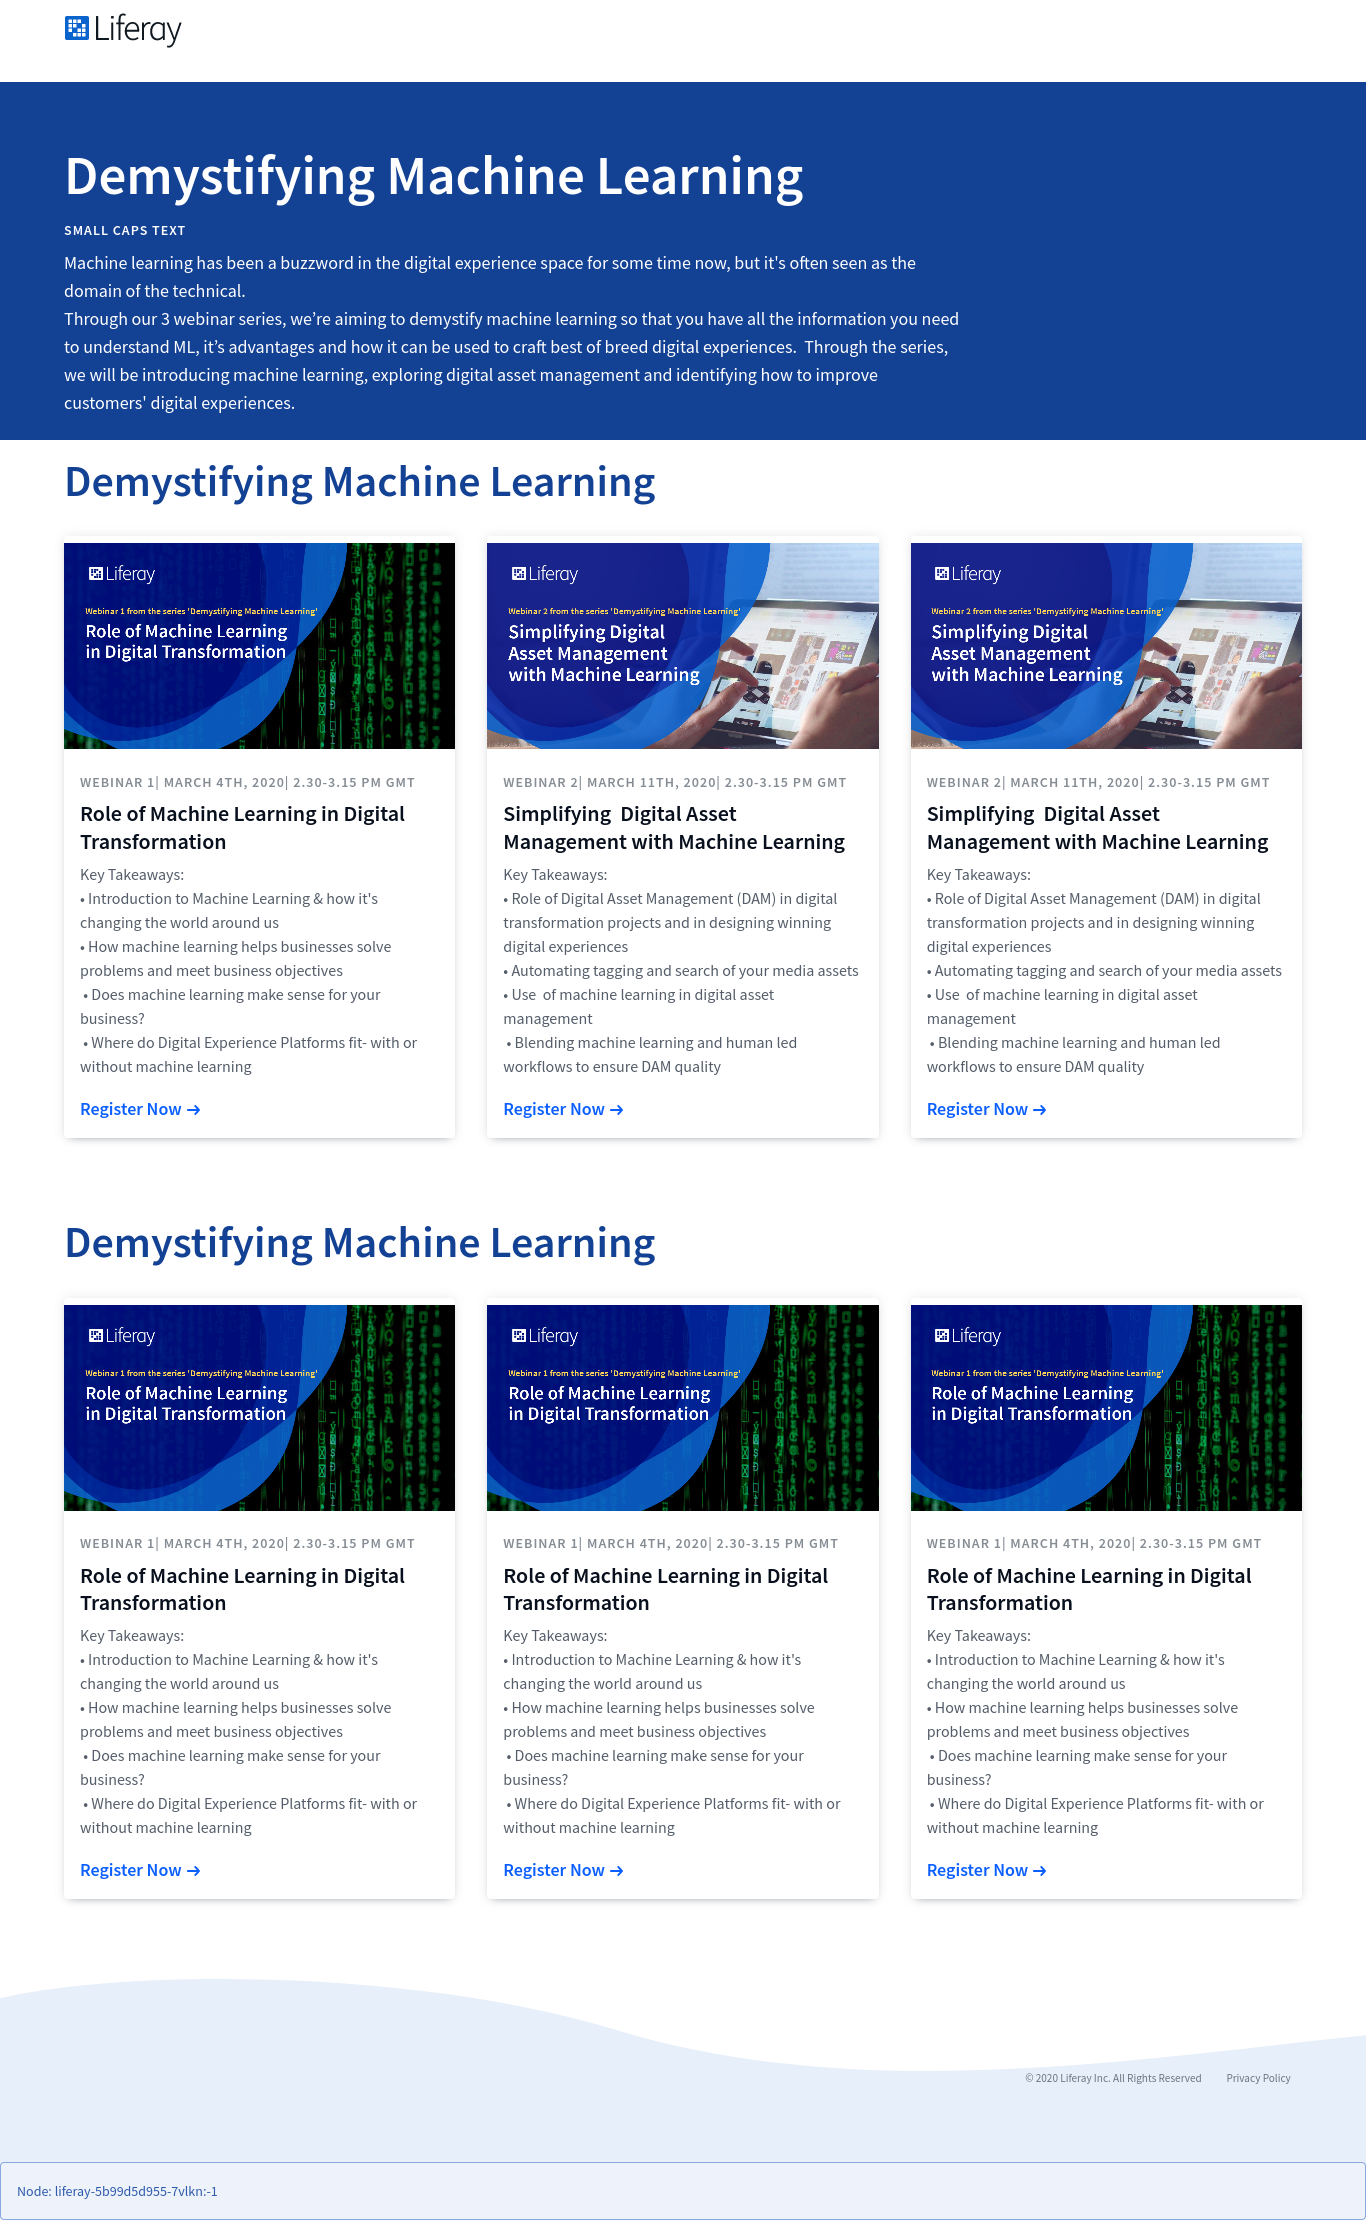 Liferay
Demystifying Machine Learning
SMALL CAPS TEXT
Machine learning has been a buzzword in the digital experience space for some time now, but it's often seen as the
domain of the technical.
Through our 3 webinar series, we’re aiming to demystify machine learning so that you have all the information you need
to understand ML, it’s advantages and how it can be used to craft best of breed digital experiences.  Through the series,
we will be introducing machine learning, exploring digital asset management and identifying how to improve
customers' digital experiences.
Demystifying Machine Learning
Liferay
Webinar 1 from the series 'Demystifying Machine Learning'
Role of Machine Learning
in Digital Transformation
WEBINAR 1| MARCH 4TH, 2020| 2.30-3.15 PM GMT
Role of Machine Learning in Digital
Transformation
Key Takeaways:
• Introduction to Machine Learning & how it's
changing the world around us
• How machine learning helps businesses solve
problems and meet business objectives
• Does machine learning make sense for your
business?
• Where do Digital Experience Platforms fit- with or
without machine learning
Register Now →
Liferay
Webinar 2 from the series 'Demystifying Machine Learning'
Simplifying Digital
Asset Management
with Machine Learning
WEBINAR 2| MARCH 11TH, 2020| 2.30-3.15 PM GMT
Simplifying  Digital Asset
Management with Machine Learning
Key Takeaways:
• Role of Digital Asset Management (DAM) in digital
transformation projects and in designing winning
digital experiences
• Automating tagging and search of your media assets
• Use  of machine learning in digital asset
management
• Blending machine learning and human led
workflows to ensure DAM quality
Register Now →
Liferay
Webinar 2 from the series 'Demystifying Machine Learning'
Simplifying Digital
Asset Management
with Machine Learning
WEBINAR 2| MARCH 11TH, 2020| 2.30-3.15 PM GMT
Simplifying  Digital Asset
Management with Machine Learning
Key Takeaways:
• Role of Digital Asset Management (DAM) in digital
transformation projects and in designing winning
digital experiences
• Automating tagging and search of your media assets
• Use  of machine learning in digital asset
management
• Blending machine learning and human led
workflows to ensure DAM quality
Register Now →
Demystifying Machine Learning
Liferay
Webinar 1 from the series 'Demystifying Machine Learning'
Role of Machine Learning
in Digital Transformation
WEBINAR 1| MARCH 4TH, 2020| 2.30-3.15 PM GMT
Role of Machine Learning in Digital
Transformation
Key Takeaways:
• Introduction to Machine Learning & how it's
changing the world around us
• How machine learning helps businesses solve
problems and meet business objectives
• Does machine learning make sense for your
business?
• Where do Digital Experience Platforms fit- with or
without machine learning
Register Now →
Liferay
Webinar 1 from the series 'Demystifying Machine Learning'
Role of Machine Learning
in Digital Transformation
WEBINAR 1| MARCH 4TH, 2020| 2.30-3.15 PM GMT
Role of Machine Learning in Digital
Transformation
Key Takeaways:
• Introduction to Machine Learning & how it's
changing the world around us
• How machine learning helps businesses solve
problems and meet business objectives
• Does machine learning make sense for your
business?
• Where do Digital Experience Platforms fit- with or
without machine learning
Register Now →
Liferay
Webinar 1 from the series 'Demystifying Machine Learning'
Role of Machine Learning
in Digital Transformation
WEBINAR 1| MARCH 4TH, 2020| 2.30-3.15 PM GMT
Role of Machine Learning in Digital
Transformation
Key Takeaways:
• Introduction to Machine Learning & how it's
changing the world around us
• How machine learning helps businesses solve
problems and meet business objectives
• Does machine learning make sense for your
business?
• Where do Digital Experience Platforms fit- with or
without machine learning
Register Now →
© 2020 Liferay Inc. All Rights Reserved Privacy Policy
Node: liferay-5b99d5d955-7vlkn:-1